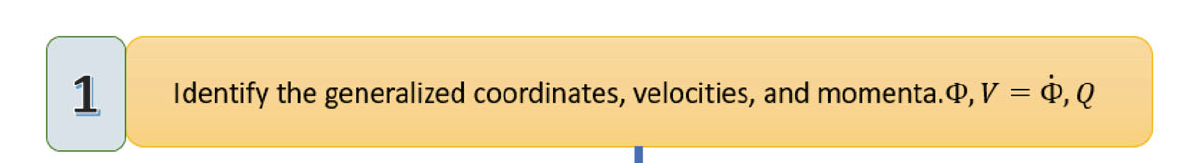 1
Identify the generalized coordinates, velocities, and momenta.Φ, V = Φ̇, Q